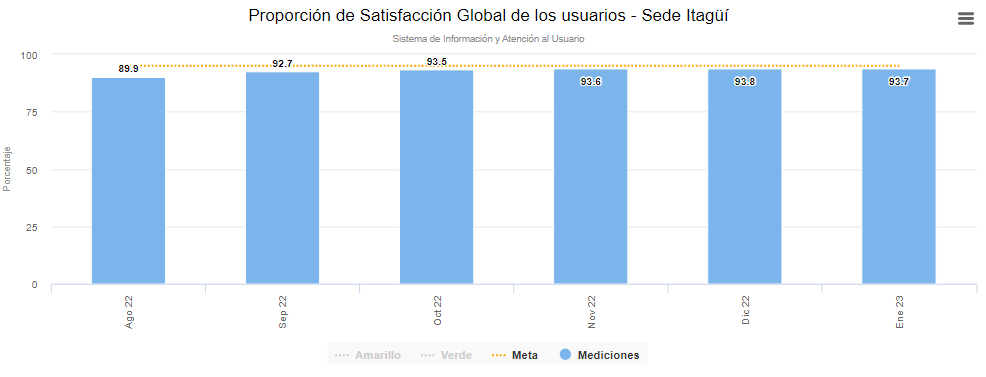 Proporción de Satisfacción Global de los usuarios - Sede Itagüí
Sistema de Información y Atención al Usuario
Porcentaje
100
75
50
25
0
89.9
92.7
93.5
93.6
93.8
93.7
Ago 22
Sep 22
Oct 22
Nov 22
Dic 22
Ene 23
Amarillo Verde Meta Mediciones